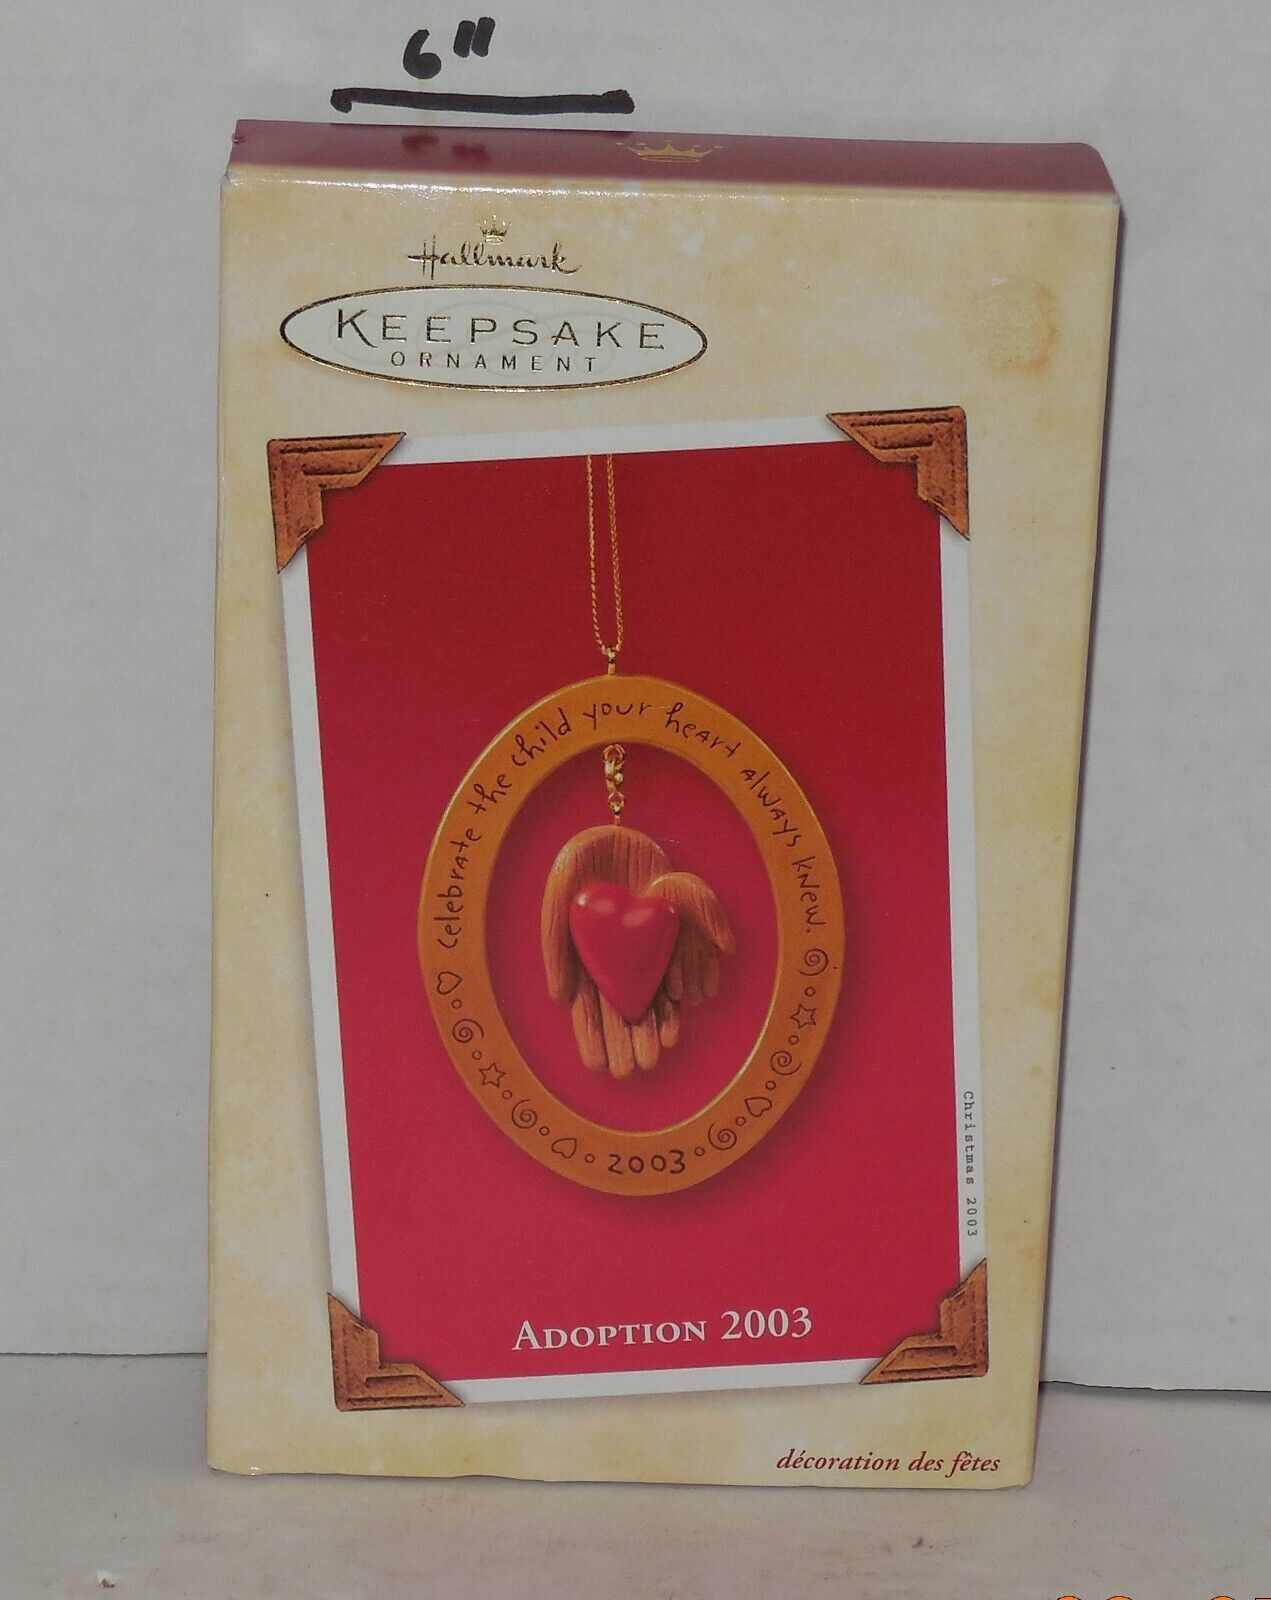 6"
Hallmark
KEEPSAKE
ORNAMENT
Celebrate the child your heart always knew.
2003
Christmas 2003
ADOPTION 2003
décoration des fêtes